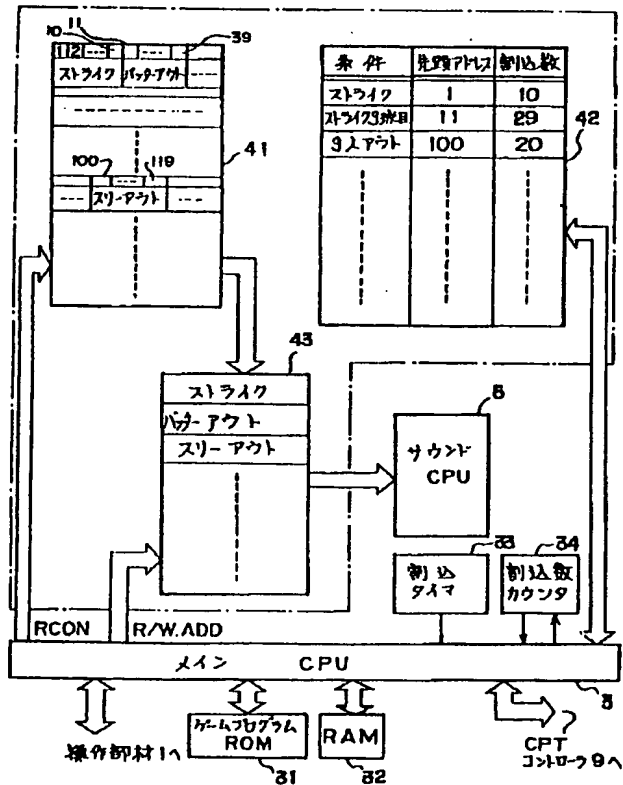 10 11 39
112 ---
ストライク バッターアウト ----
41
100 119
---- スリーアウト ----
条件 先頭アドレス 割込数
ストライク 1 10
ストライク3球目 11 29
3人アウト 100 20
42
43
ストライク
バッターアウト
スリーアウト
サウンド
CPU
割込
タイマ
33
割込数
カウンタ
34
RCON R/W.ADD
メイン CPU
操作部材1へ
ゲームプログラム
ROM
31
RAM
32
CPT
コントローラ9へ